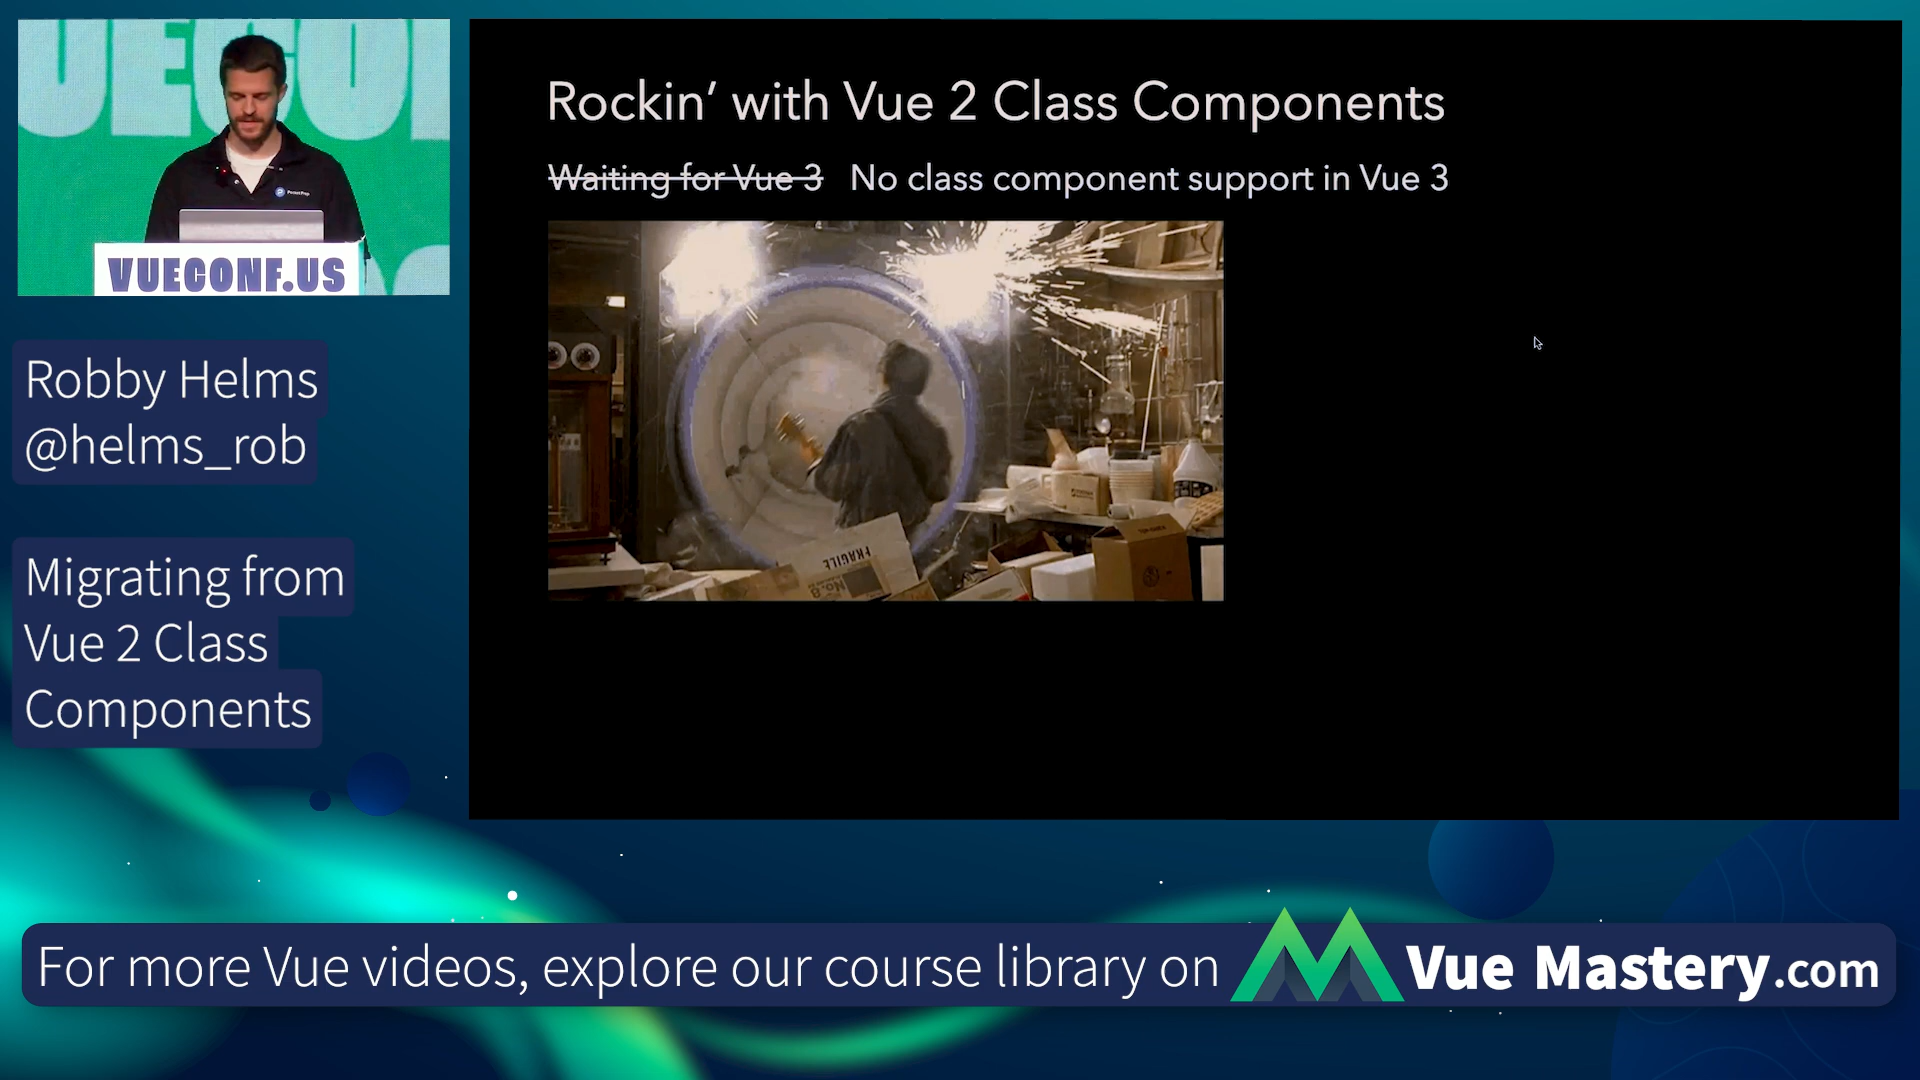 Rockin’ with Vue 2 Class Components
Waiting for Vue 3 No class component support in Vue 3
FRAGILE
No.8
VUECONF.US
Robby Helms
@helms_rob
Migrating from
Vue 2 Class
Components
For more Vue videos, explore our course library on Vue Mastery.com